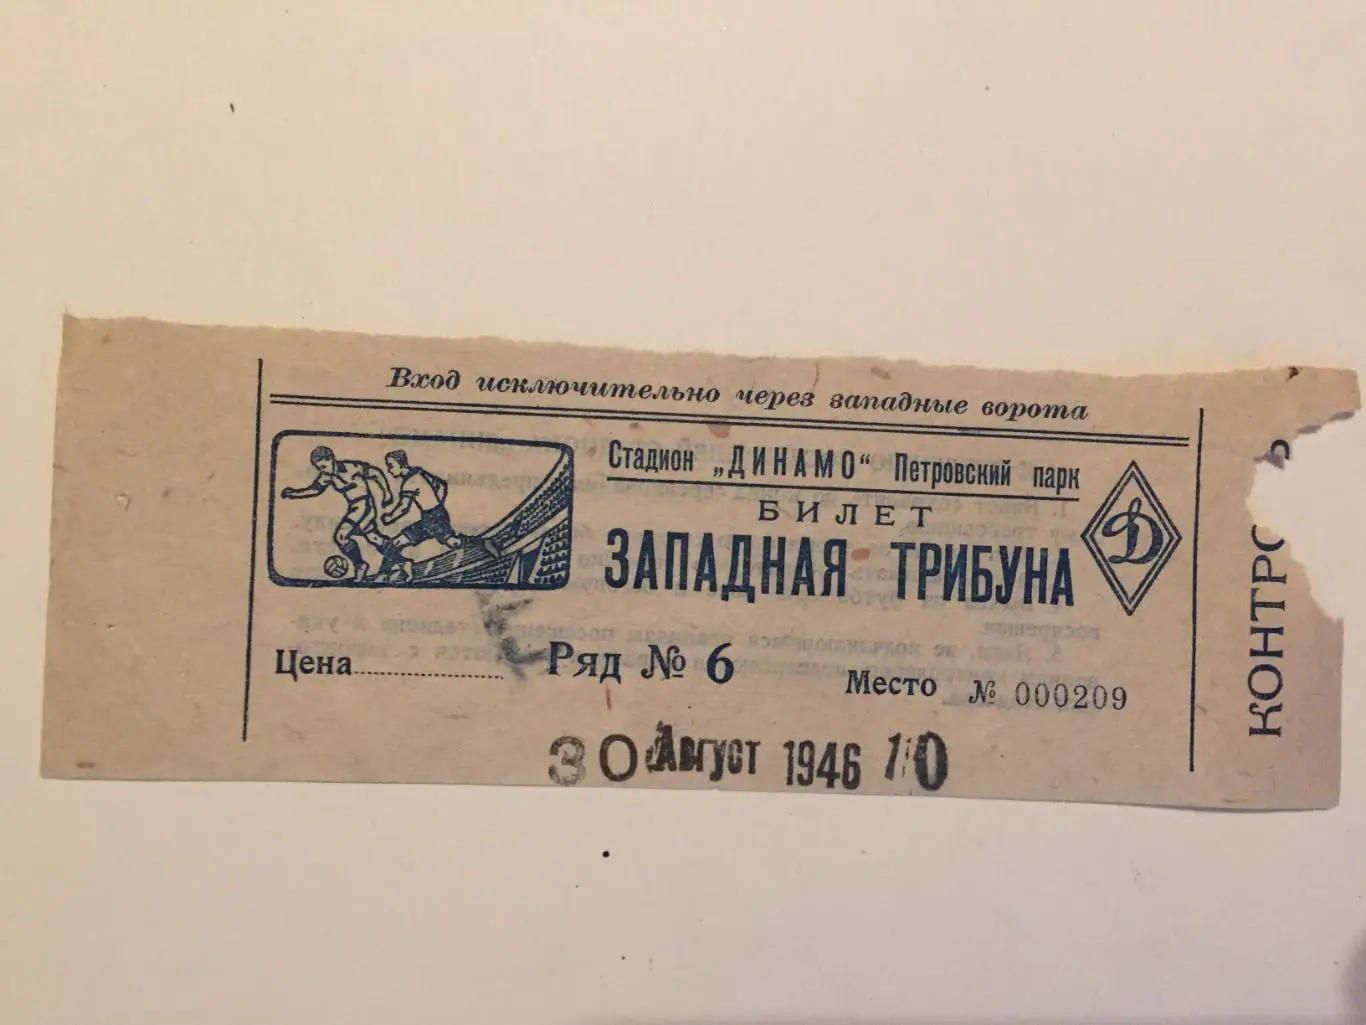 Вход исключительно через западные ворота
Стадион „ДИНАМО“ Петровский парк
БИЛЕТ
ЗАПАДНАЯ ТРИБУНА
Д
Цена
Ряд № 6
Место № 000209
30 Август 1946
КОНТРО